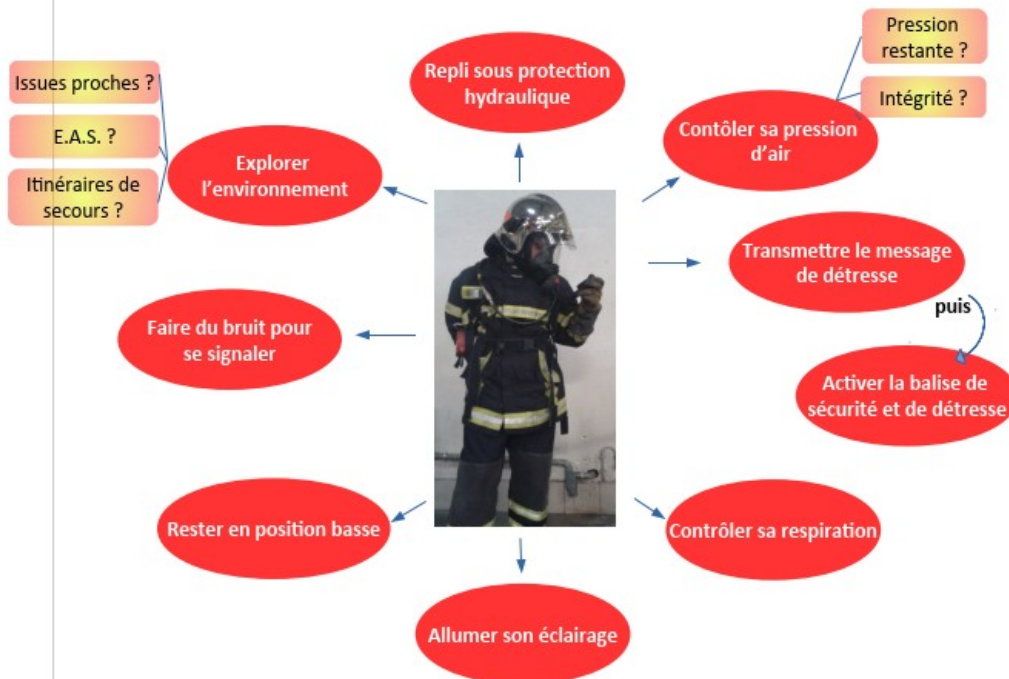 Pression
restante ?
Intégrité ?
Contôler sa pression
d'air
Repli sous protection
hydraulique
Issues proches ?
E.A.S. ?
Itinéraires de
secours ?
Explorer
l'environnement
Transmettre le message
de détresse
puis
Activer la balise de
sécurité et de détresse
Faire du bruit pour
se signaler
Rester en position basse
Contrôler sa respiration
Allumer son éclairage